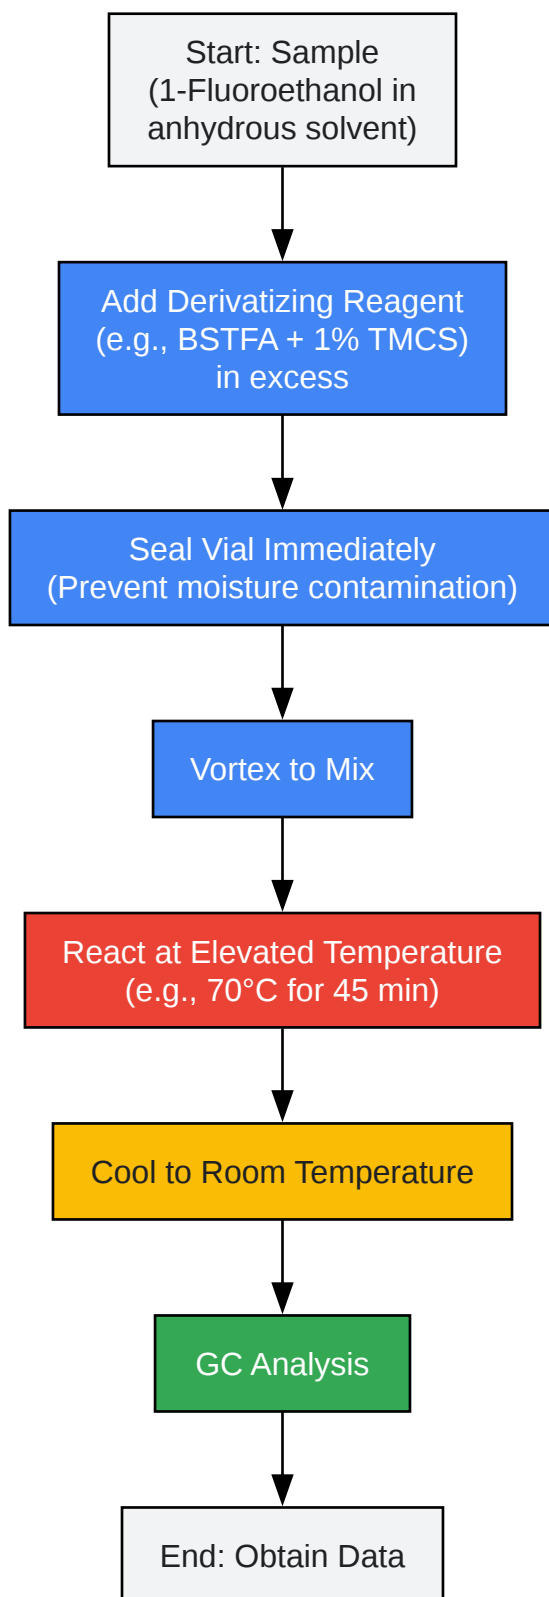 Start: Sample
(1-Fluoroethanol in
anhydrous solvent)
Add Derivatizing Reagent
(e.g., BSTFA + 1% TMCS)
in excess
Seal Vial Immediately
(Prevent moisture contamination)
Vortex to Mix
React at Elevated Temperature
(e.g., 70°C for 45 min)
Cool to Room Temperature
GC Analysis
End: Obtain Data